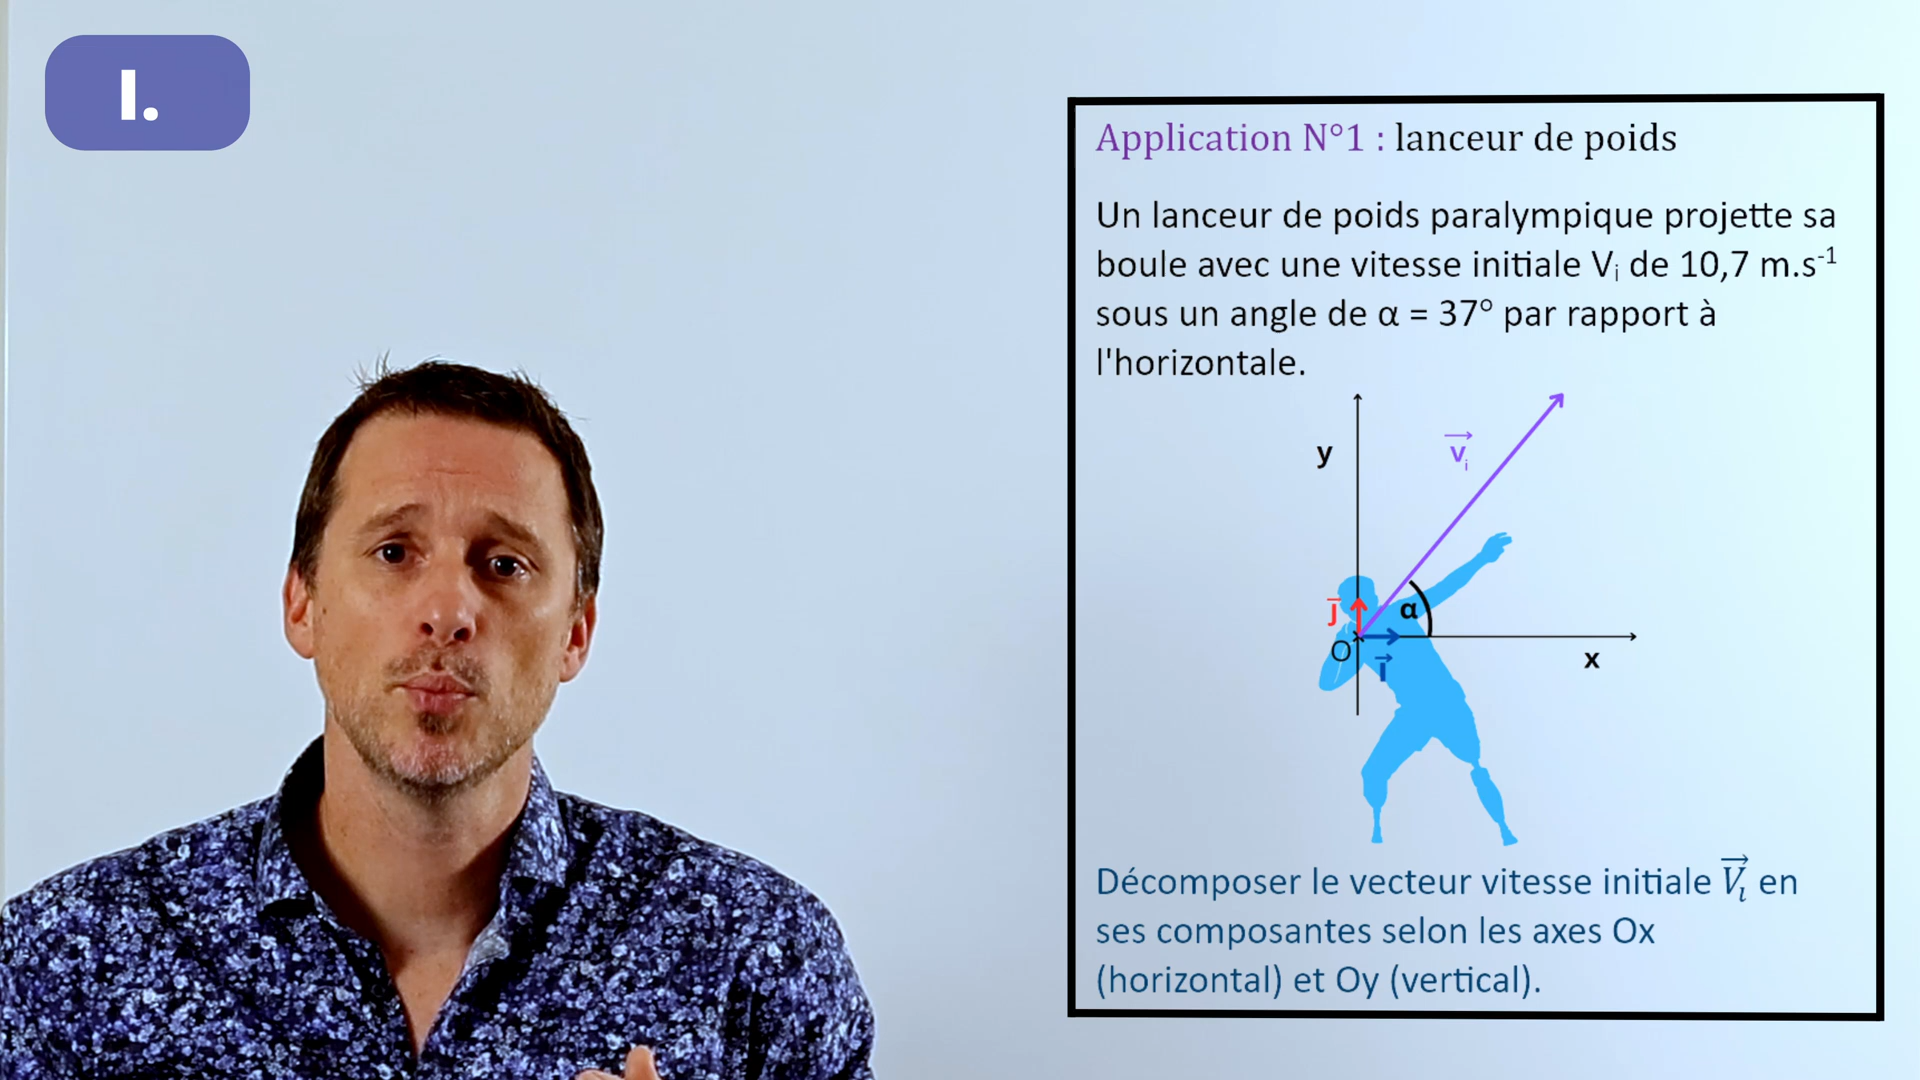 I.
Application N°1 : lanceur de poids
Un lanceur de poids paralympique projette sa
boule avec une vitesse initiale Vᵢ de 10,7 m.s⁻¹
sous un angle de α = 37° par rapport à
l'horizontale.
y
v⃗ᵢ
j⃗
α
O
i⃗
x
Décomposer le vecteur vitesse initiale V⃗ᵢ en
ses composantes selon les axes Ox
(horizontal) et Oy (vertical).